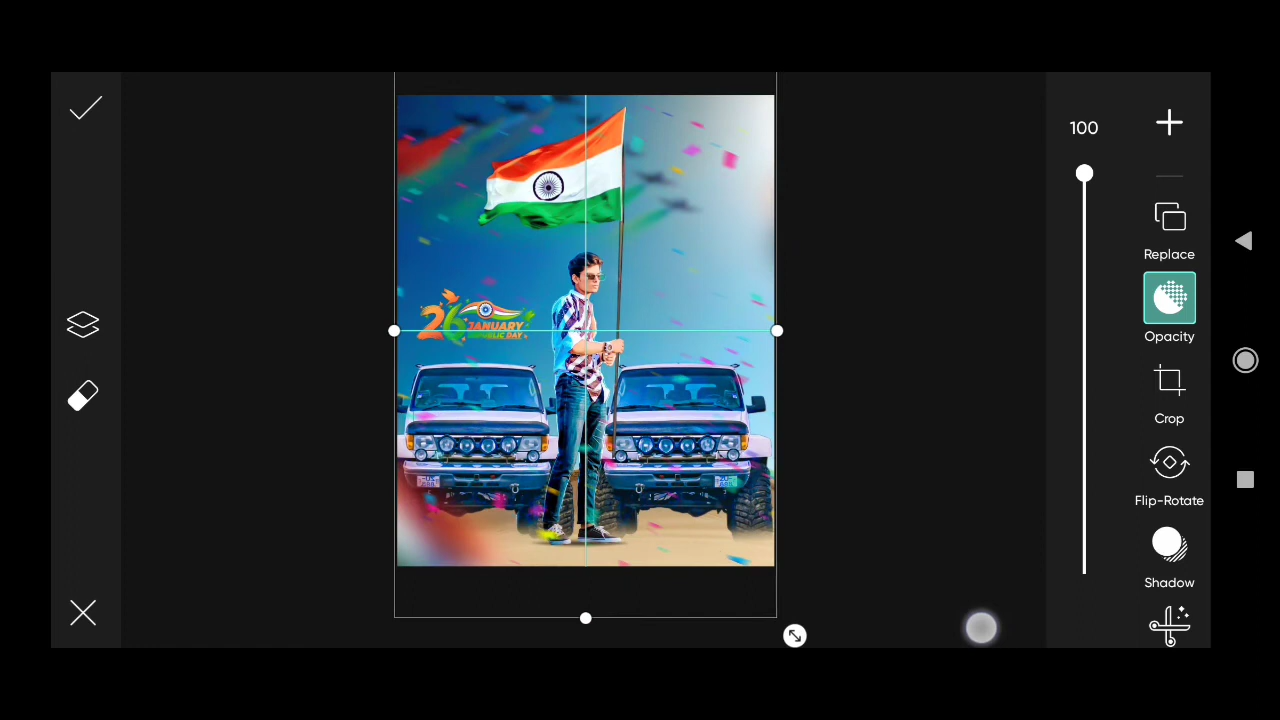 100
Replace
Opacity
Crop
Flip-Rotate
Shadow
26
JANUARY
REPUBLIC DAY